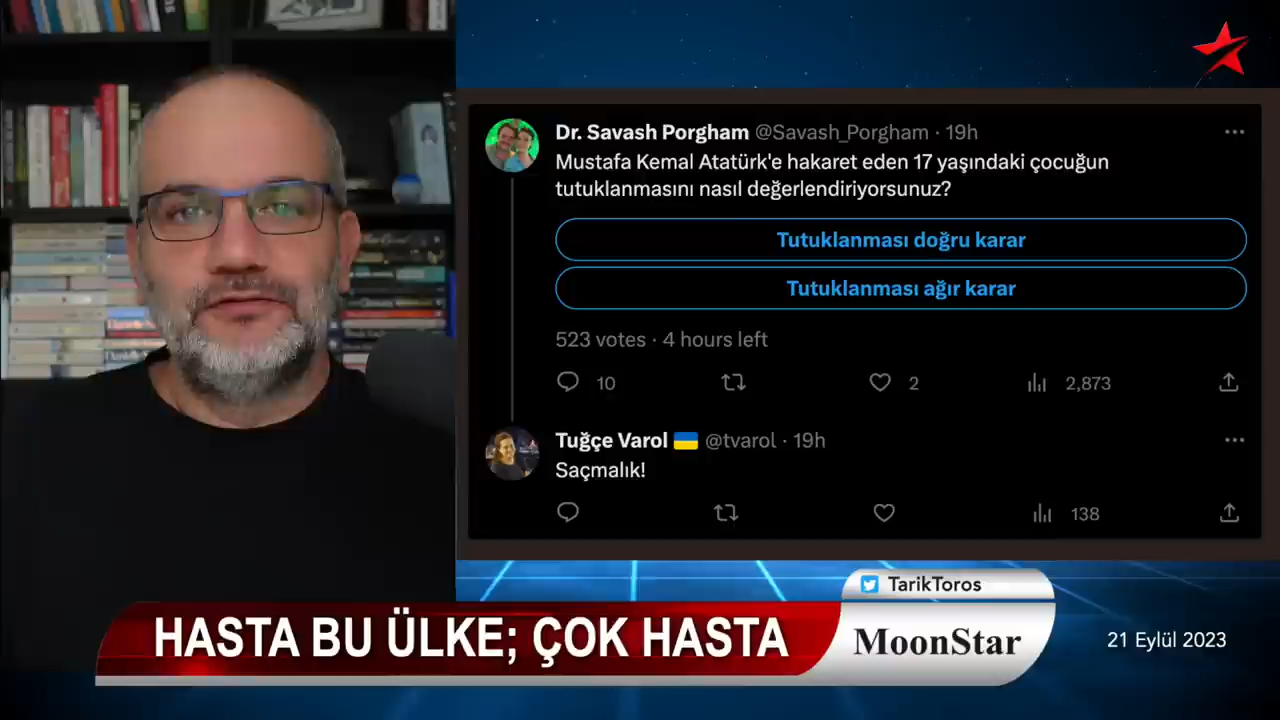 Dr. Savash Porgham @Savash_Porgham · 19h
Mustafa Kemal Atatürk'e hakaret eden 17 yaşındaki çocuğun
tutuklanmasını nasıl değerlendiriyorsunuz?
Tutuklanması doğru karar
Tutuklanması ağır karar
523 votes · 4 hours left
10
2
2,873
Tuğçe Varol 🇺🇦 @tvarol · 19h
Saçmalık!
138
TarikToros
HASTA BU ÜLKE; ÇOK HASTA
MoonStar
21 Eylül 2023